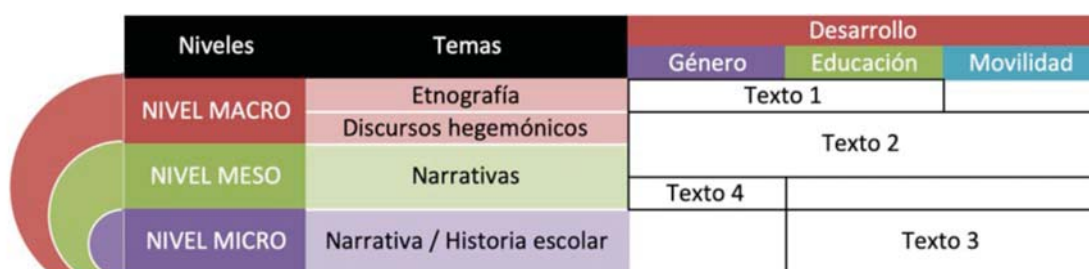 Niveles Temas Desarrollo
Género Educación Movilidad
NIVEL MACRO Etnografía Texto 1
Discursos hegemónicos Texto 2
NIVEL MESO Narrativas
Texto 4
NIVEL MICRO Narrativa / Historia escolar Texto 3